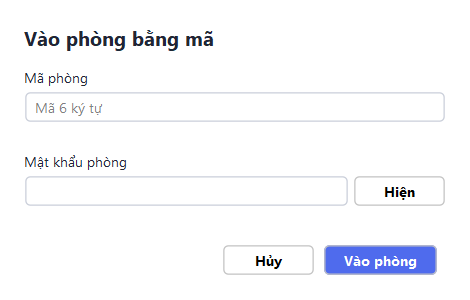 Vào phòng bằng mã
Mã phòng
Mã 6 ký tự
Mật khẩu phòng
Hiện
Hủy
Vào phòng